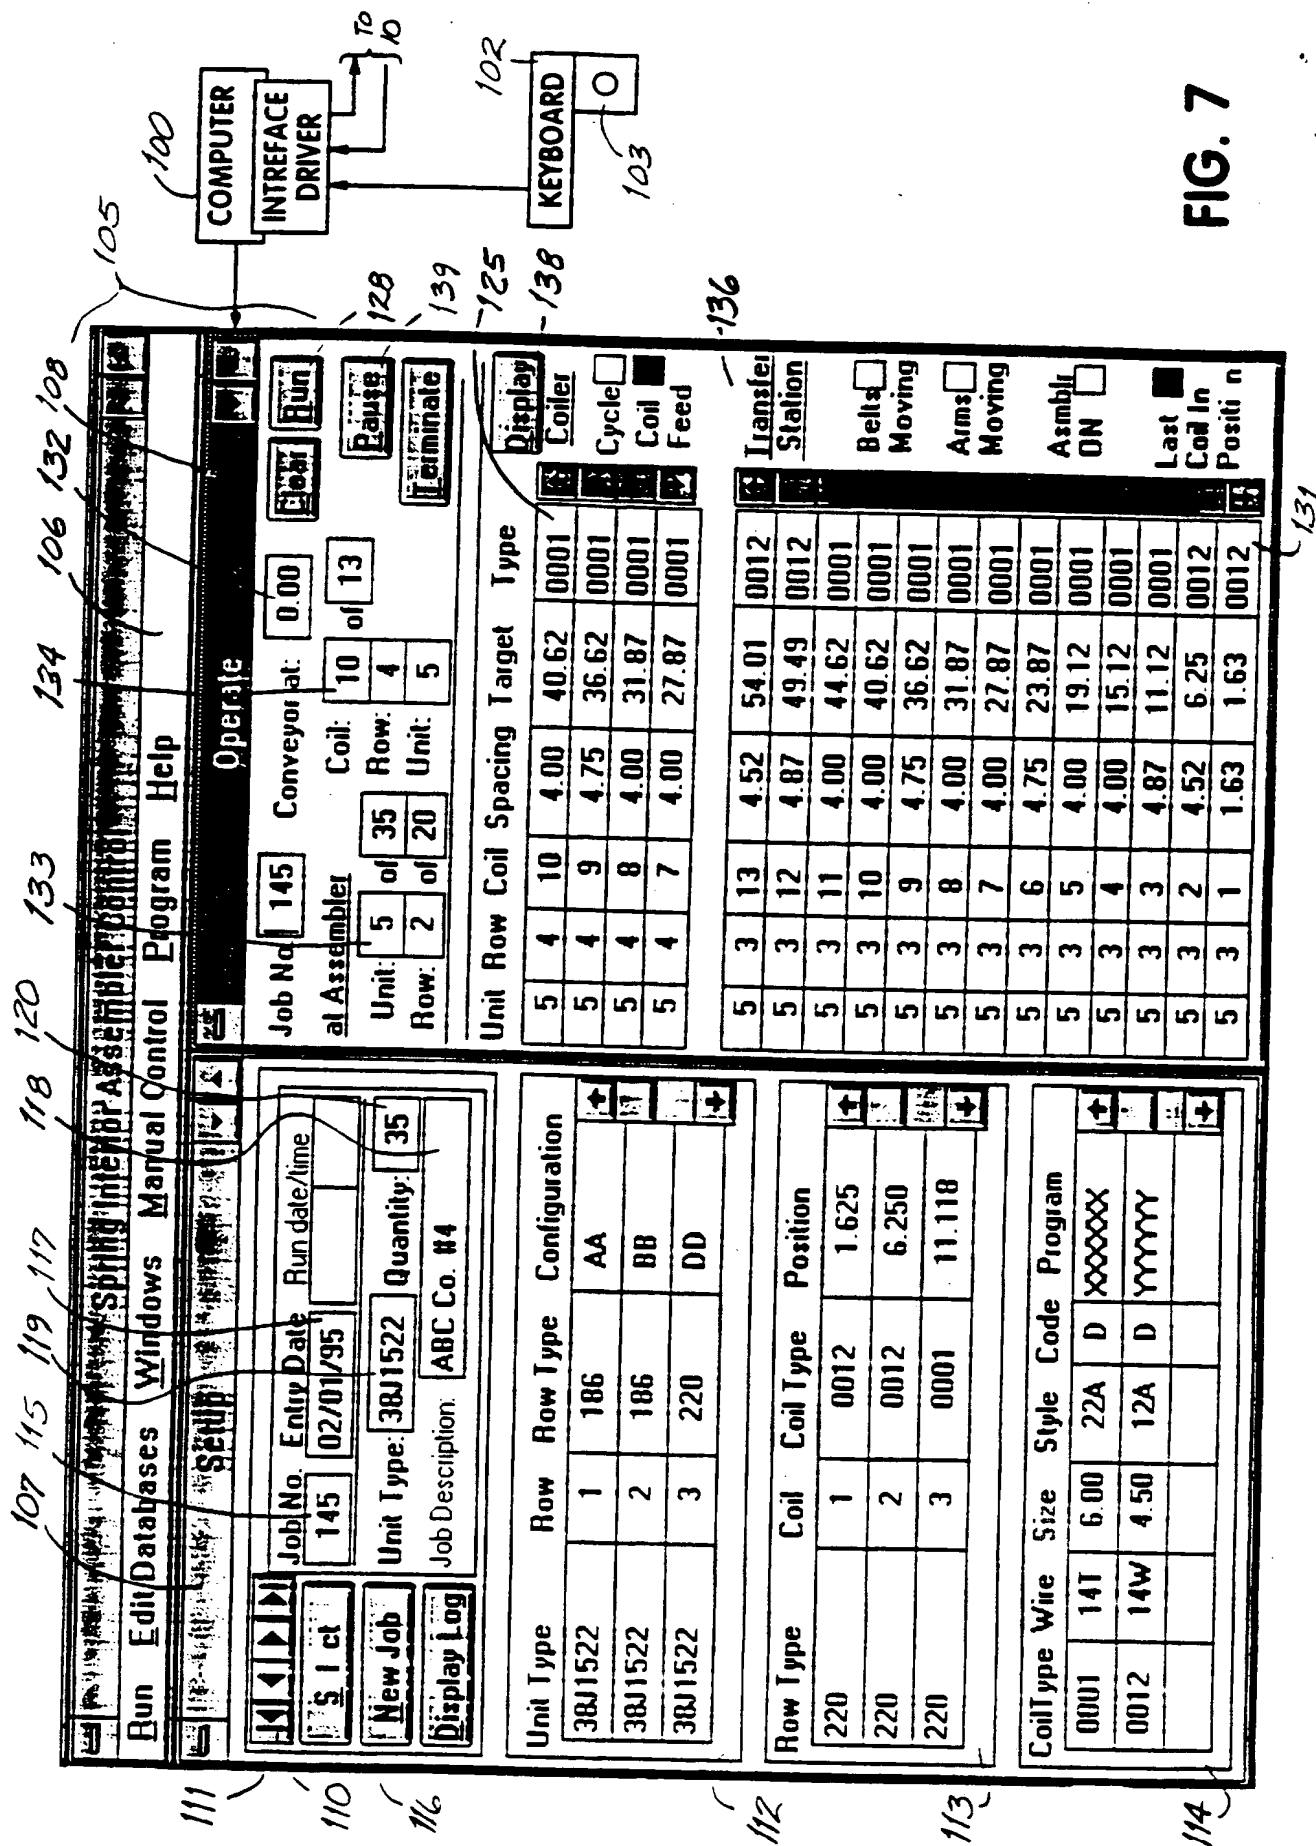 Spring Interior Assembler Control
Run Edit/Databases Windows Manual Control Program Help
Setup
Job No. Entry Date Run date/time
145 02/01/95
S l ct
New Job
Display Log
Unit Type: 38J1522 Quantity: 35
Job Description: ABC Co. #4
Unit Type Row Row Type Configuration
38J1522 1 186 AA
38J1522 2 186 BB
38J1522 3 220 DD
Row Type Coil Coil Type Position
220 1 0012 1.625
220 2 0012 6.250
220 3 0001 11.118
CoilType Wire Size Style Code Program
0001 14T 6.00 22A D XXXXXX
0012 14W 4.50 12A D YYYYYY
Operate
Job No 145 Conveyor at: 0.00 Clear Run
at Assembler Coil: 10 of 13 Pause
Unit: 5 of 35 Row: 4
Row: 2 of 20 Unit: 5 Terminate
Unit Row Coil Spacing Target Type Display
5 4 10 4.00 40.62 0001
5 4 9 4.75 36.62 0001
5 4 8 4.00 31.87 0001
5 4 7 4.00 27.87 0001
Coiler
Cycle
Coil
Feed
5 3 13 4.52 54.01 0012
5 3 12 4.87 49.49 0012
5 3 11 4.00 44.62 0001
5 3 10 4.00 40.62 0001
5 3 9 4.75 36.62 0001
5 3 8 4.00 31.87 0001
5 3 7 4.00 27.87 0001
5 3 6 4.75 23.87 0001
5 3 5 4.00 19.12 0001
5 3 4 4.00 15.12 0001
5 3 3 4.87 11.12 0001
5 3 2 4.52 6.25 0012
5 3 1 1.63 1.63 0012
Transfer
Station
Belts
Moving
Arms
Moving
Asmblr
ON
Last
Coil In
Positi n
COMPUTER
INTREFACE
DRIVER
To
10
KEYBOARD
O
100
102
103
105
106
107
108
110
111
112
113
114
115
116
117
118
119
120
125
128
131
132
133
134
136
138
139
FIG. 7